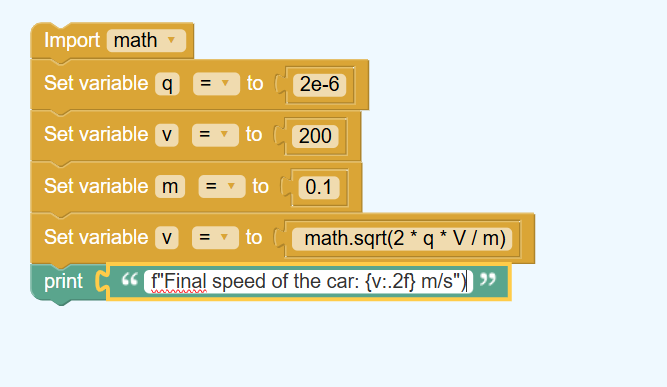 Import math
Set variable q = to 2e-6
Set variable v = to 200
Set variable m = to 0.1
Set variable v = to math.sqrt(2 * q * V / m)
print “ f"Final speed of the car: {v:.2f} m/s") ”